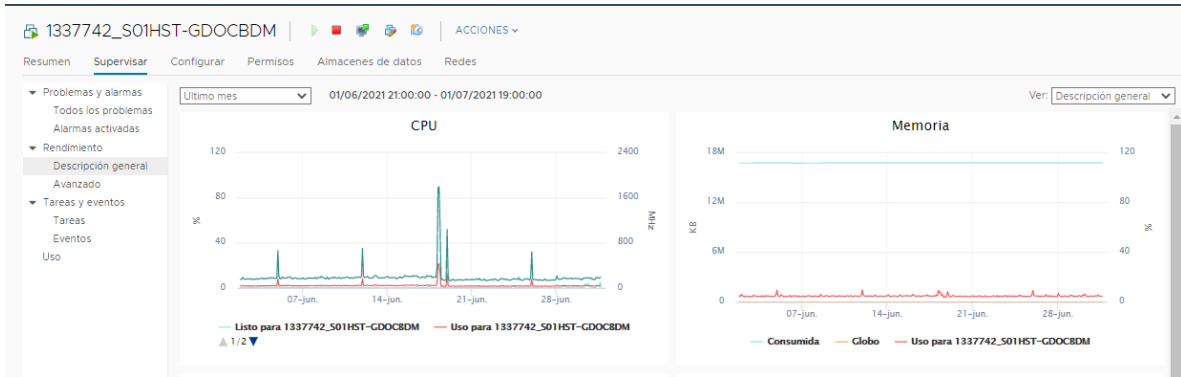 1337742_S01HST-GDOCBDM ACCIONES
Resumen Supervisar Configurar Permisos Almacenes de datos Redes
Problemas y alarmas
Todos los problemas
Alarmas activadas
Rendimiento
Descripción general
Avanzado
Tareas y eventos
Tareas
Eventos
Uso
Último mes 01/06/2021 21:00:00 - 01/07/2021 19:00:00 Ver: Descripción general
CPU
120 2400
80 1600
% MHz
40 800
0 0
07-jun. 14-jun. 21-jun. 28-jun.
Listo para 1337742_S01HST-GDOCBDM Uso para 1337742_S01HST-GDOCBDM
1/2
Memoria
18M 120
12M 80
KB %
6M 40
0 0
07-jun. 14-jun. 21-jun. 28-jun.
Consumida Globo Uso para 1337742_S01HST-GDOCBDM